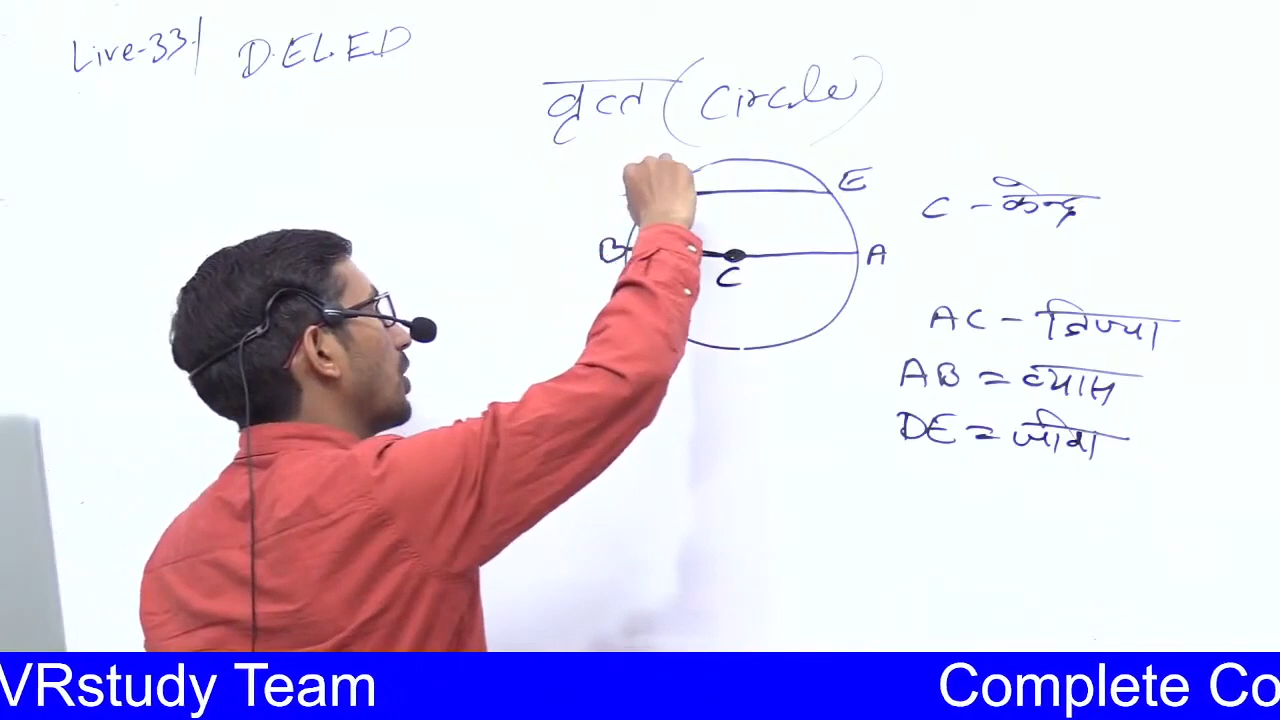 Live-33 | D.EL.ED
वृत्त (Circle)
E
C - केन्द्र
B
C
A
AC - त्रिज्या
AB = व्यास
DE = जीवा
VRstudy Team
Complete Co